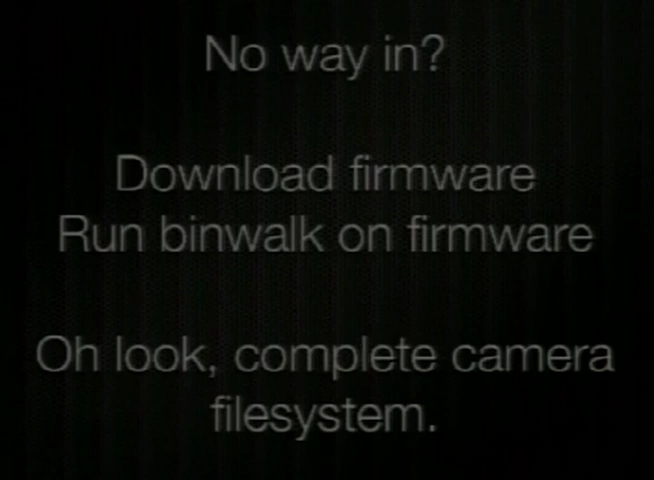 No way in?
Download firmware
Run binwalk on firmware
Oh look, complete camera
filesystem.